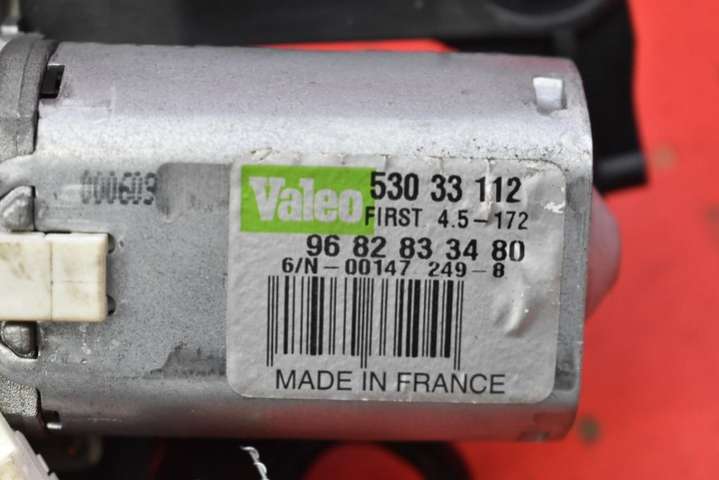 000603
Valeo 530 33 112
FIRST 4.5-172
96 82 83 34 80
6/N-00147 249-8
MADE IN FRANCE